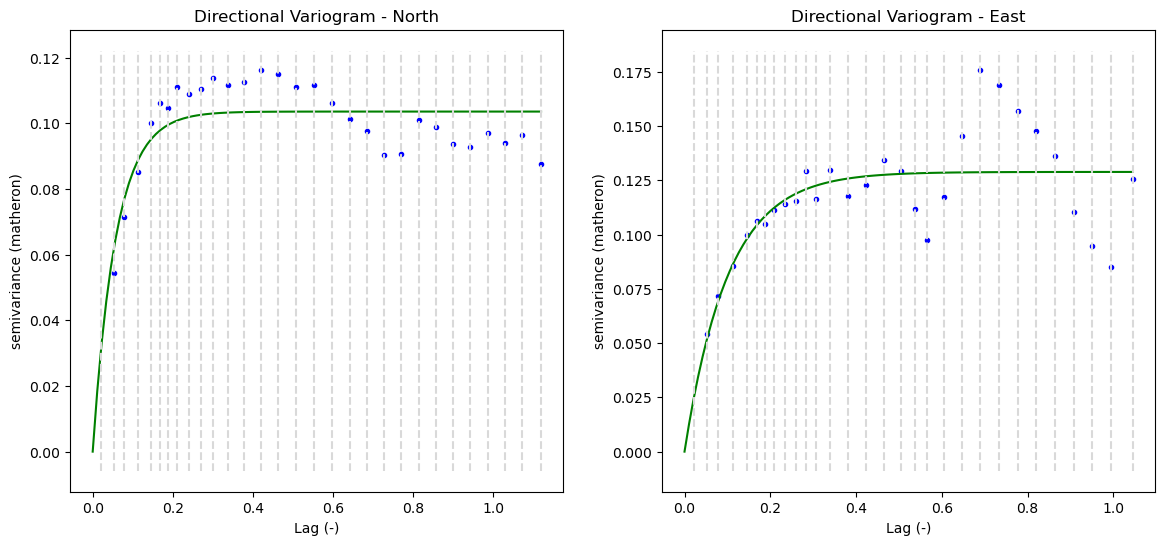 Directional Variogram - North
semivariance (matheron)
0.12
0.10
0.08
0.06
0.04
0.02
0.00
0.0 0.2 0.4 0.6 0.8 1.0
Lag (-)
Directional Variogram - East
semivariance (matheron)
0.175
0.150
0.125
0.100
0.075
0.050
0.025
0.000
0.0 0.2 0.4 0.6 0.8 1.0
Lag (-)